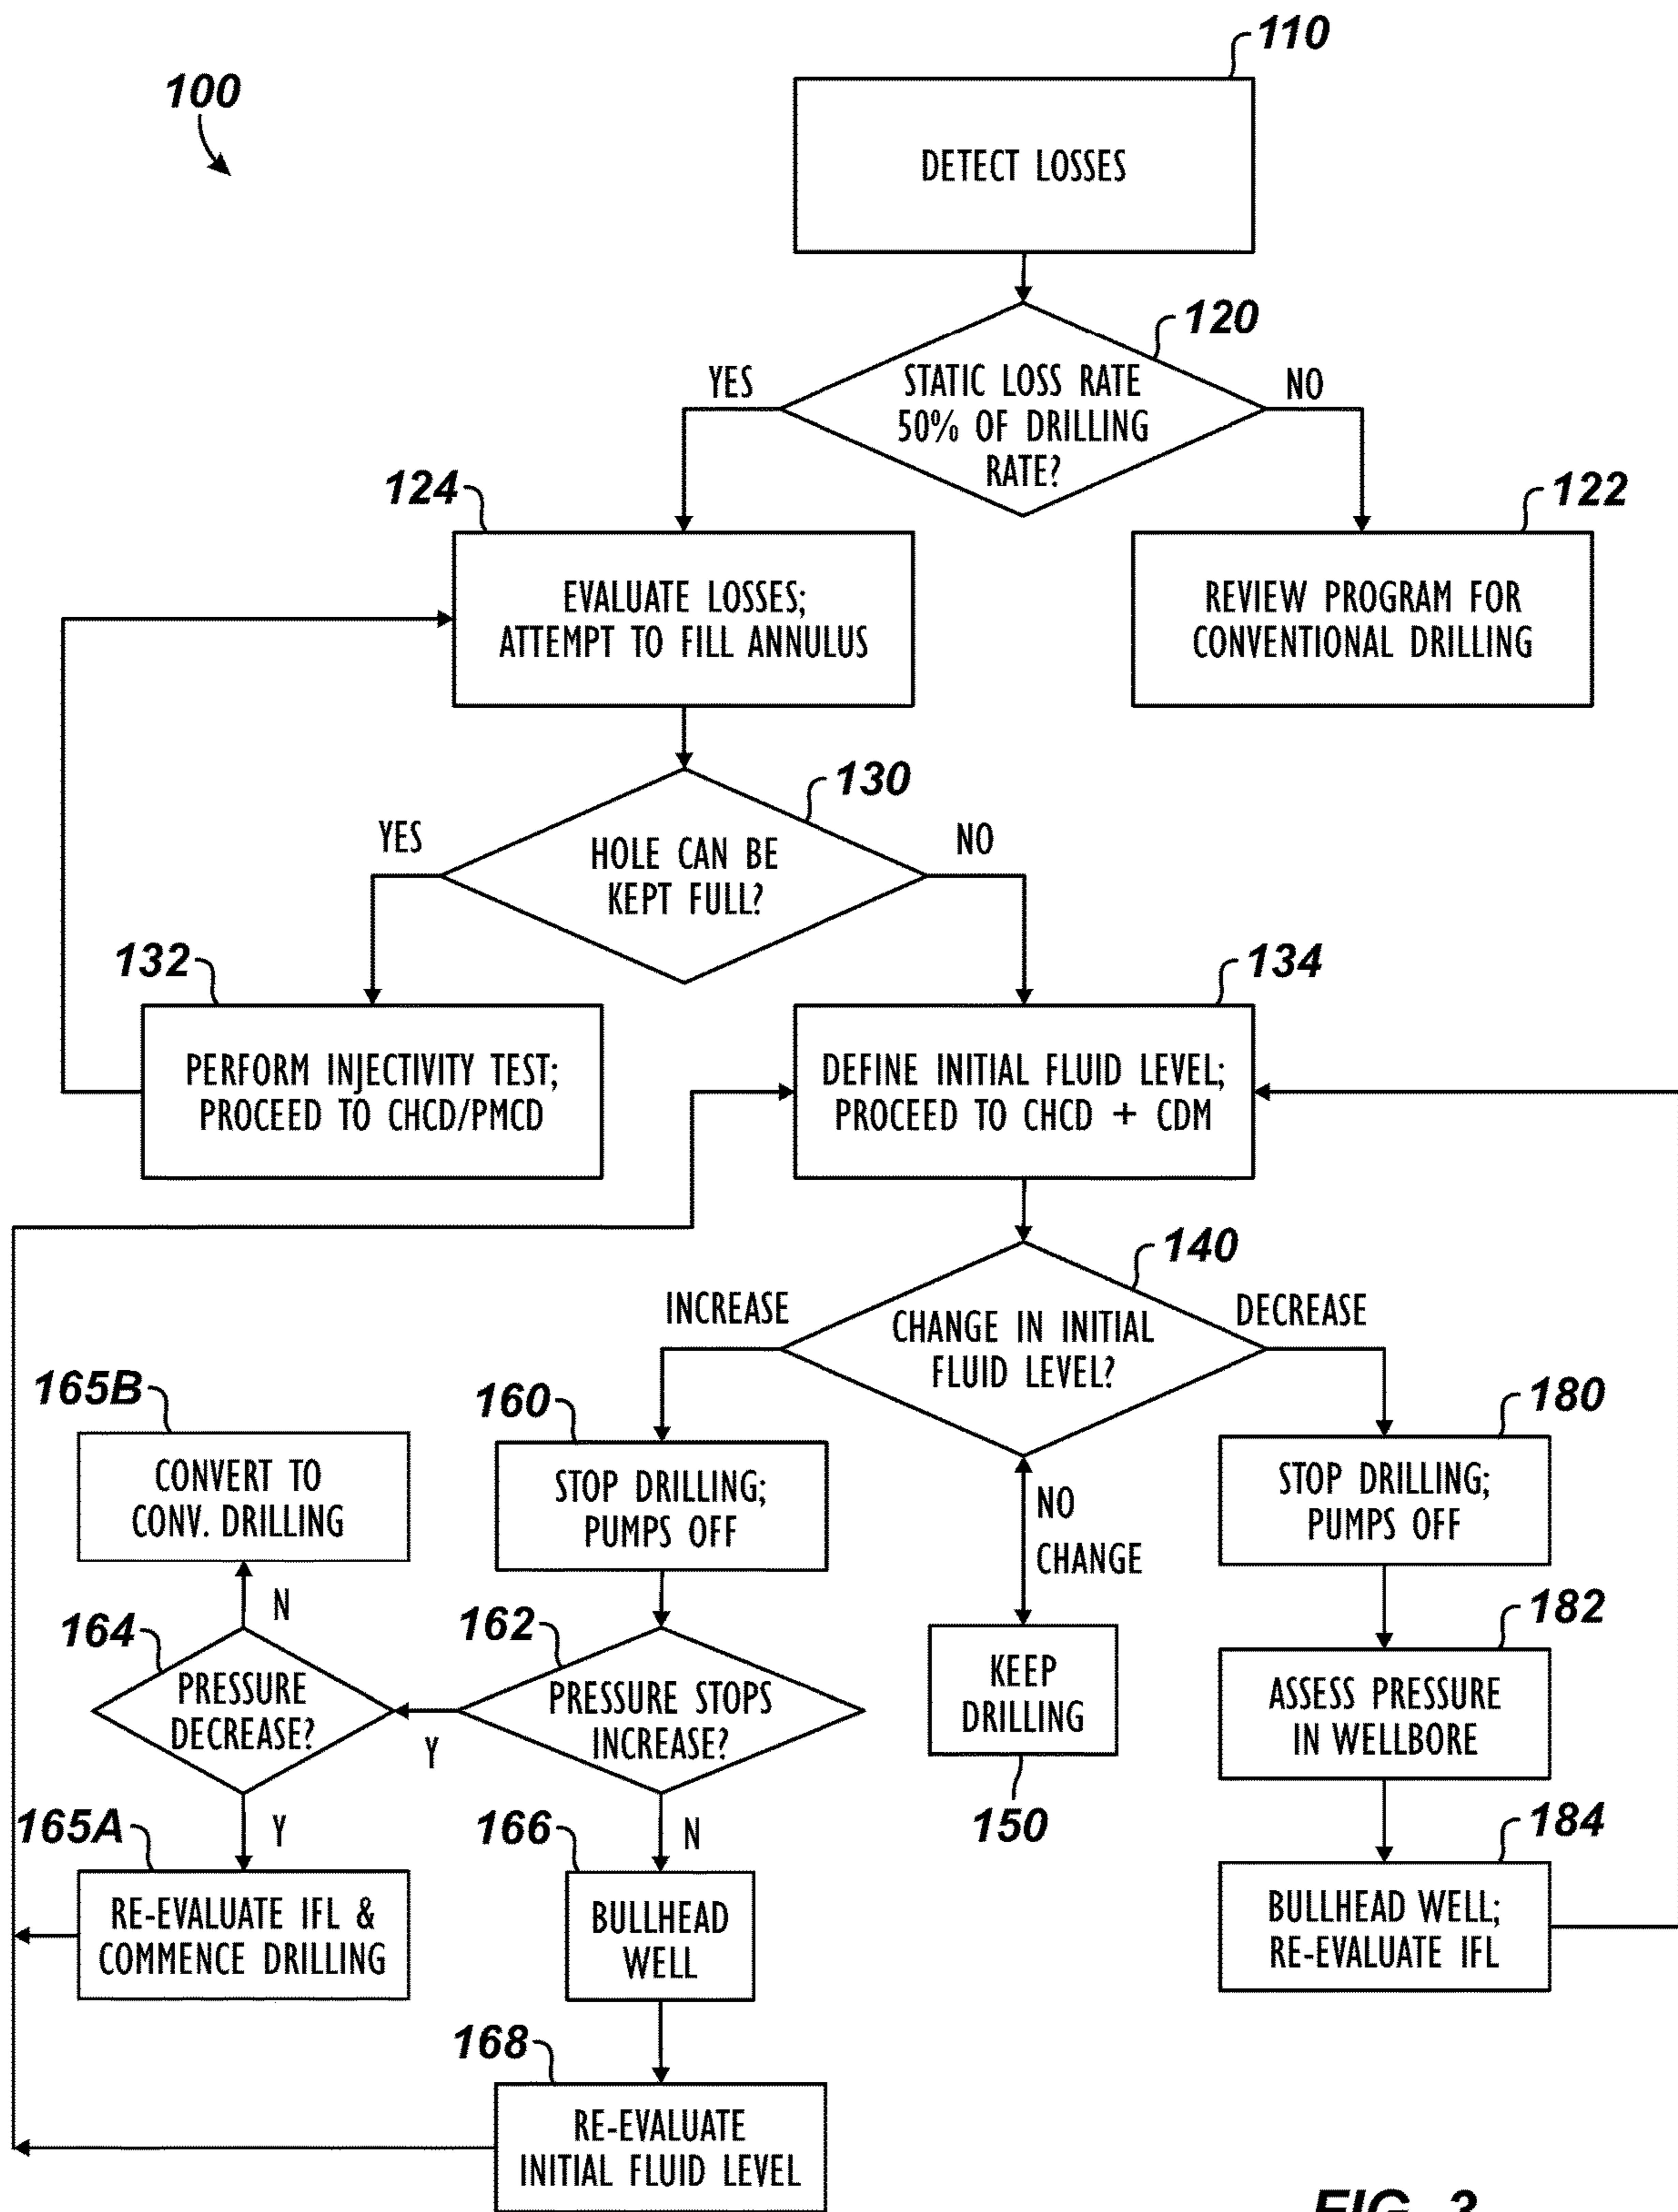 110
100
DETECT LOSSES
120
YES
STATIC LOSS RATE
50% OF DRILLING
RATE?
NO
124
122
EVALUATE LOSSES;
ATTEMPT TO FILL ANNULUS
REVIEW PROGRAM FOR
CONVENTIONAL DRILLING
130
YES
HOLE CAN BE
KEPT FULL?
NO
132
134
PERFORM INJECTIVITY TEST;
PROCEED TO CHCD/PMCD
DEFINE INITIAL FLUID LEVEL;
PROCEED TO CHCD + CDM
140
INCREASE
CHANGE IN INITIAL
FLUID LEVEL?
DECREASE
165B
160
180
CONVERT TO
CONV. DRILLING
STOP DRILLING;
PUMPS OFF
NO
CHANGE
STOP DRILLING;
PUMPS OFF
N
164
162
182
PRESSURE
DECREASE?
Y
PRESSURE STOPS
INCREASE?
KEEP
DRILLING
ASSESS PRESSURE
IN WELLBORE
165A
Y
166
N
150
184
RE-EVALUATE IFL &
COMMENCE DRILLING
BULLHEAD
WELL
BULLHEAD WELL;
RE-EVALUATE IFL
168
RE-EVALUATE
INITIAL FLUID LEVEL
FIG. 3